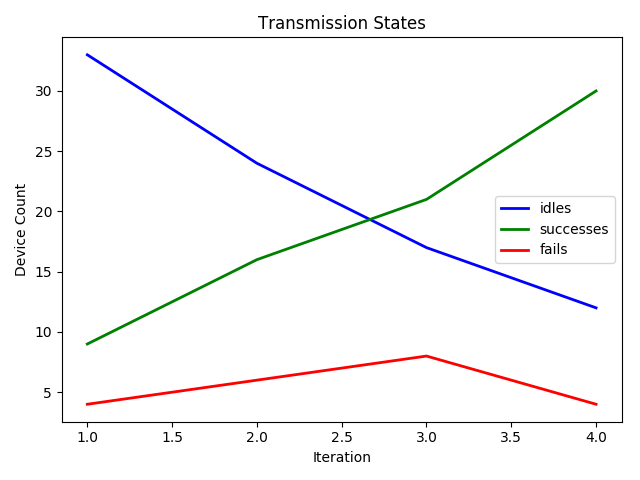 Transmission States
Device Count
30
25
20
15
10
5
idles
successes
fails
1.0 1.5 2.0 2.5 3.0 3.5 4.0
Iteration